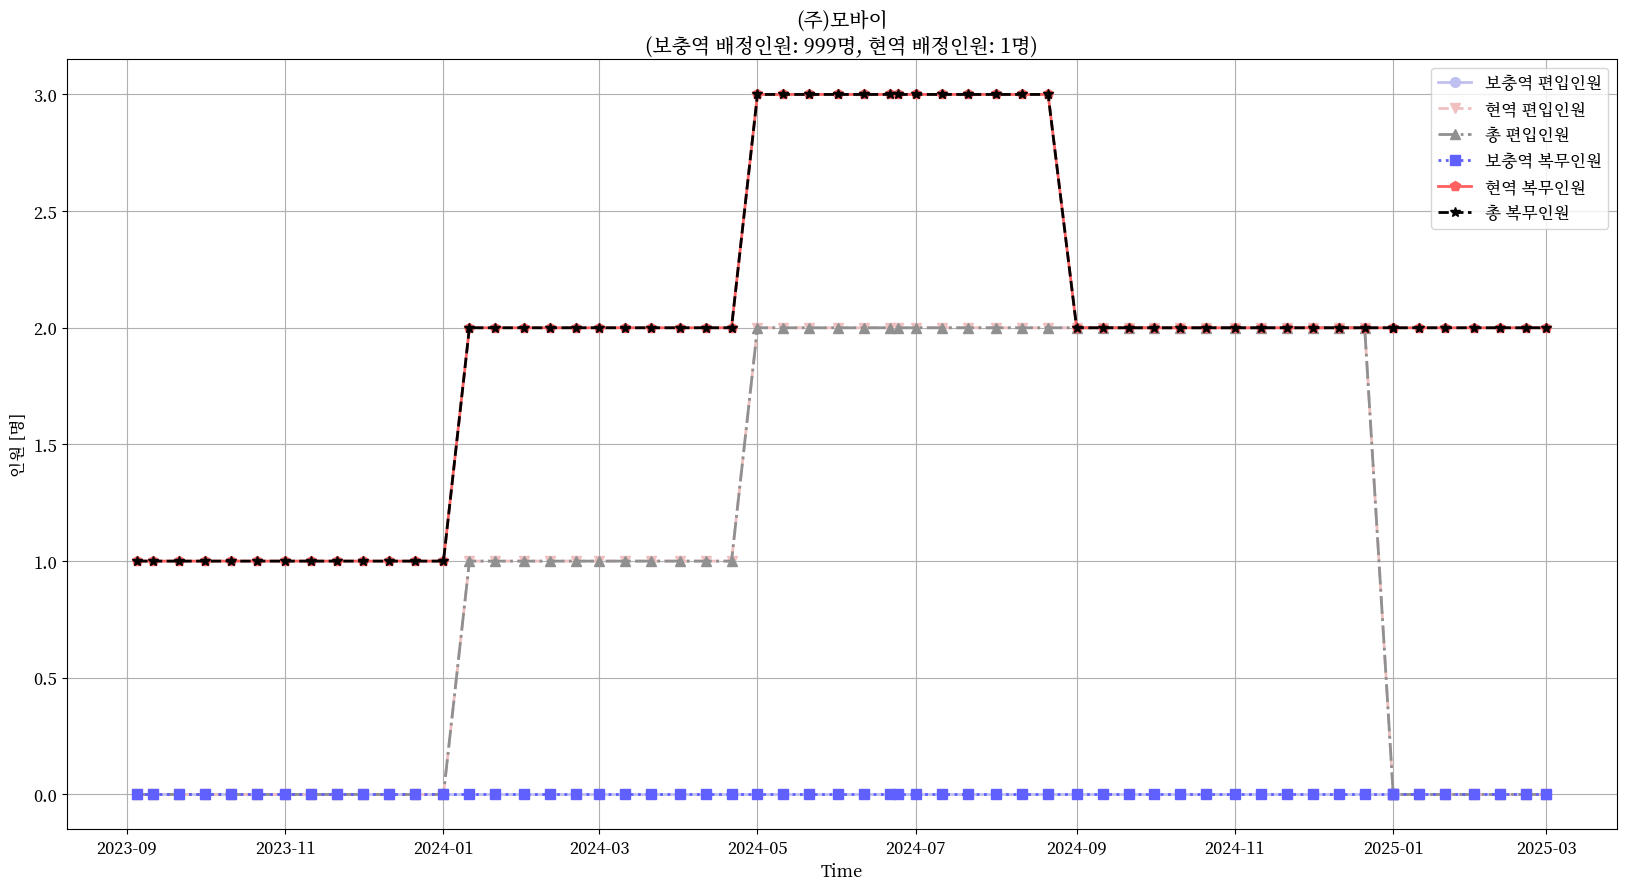 (주)모바이
(보충역 배정인원: 999명, 현역 배정인원: 1명)
보충역 편입인원
현역 편입인원
총 편입인원
보충역 복무인원
현역 복무인원
총 복무인원
인원 [명]
3.0
2.5
2.0
1.5
1.0
0.5
0.0
2023-09 2023-11 2024-01 2024-03 2024-05 2024-07 2024-09 2024-11 2025-01 2025-03
Time